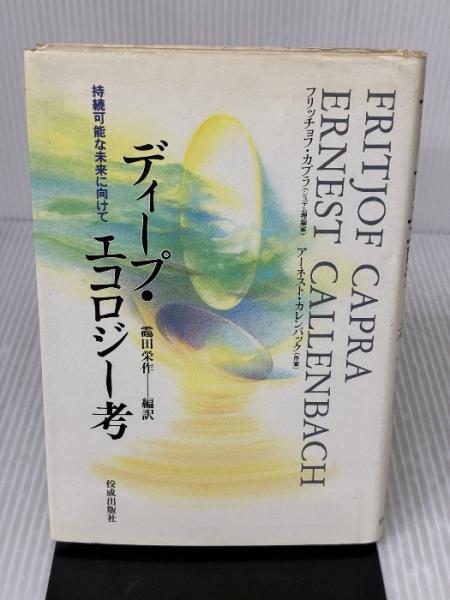 FRITJOF CAPRA
ERNEST CALLENBACH
フリッチョフ・カプラ（システム理論家）
アーネスト・カレンバック（作家）
ディープ・
エコロジー考
持続可能な未来に向けて
靍田栄作——編訳
佼成出版社